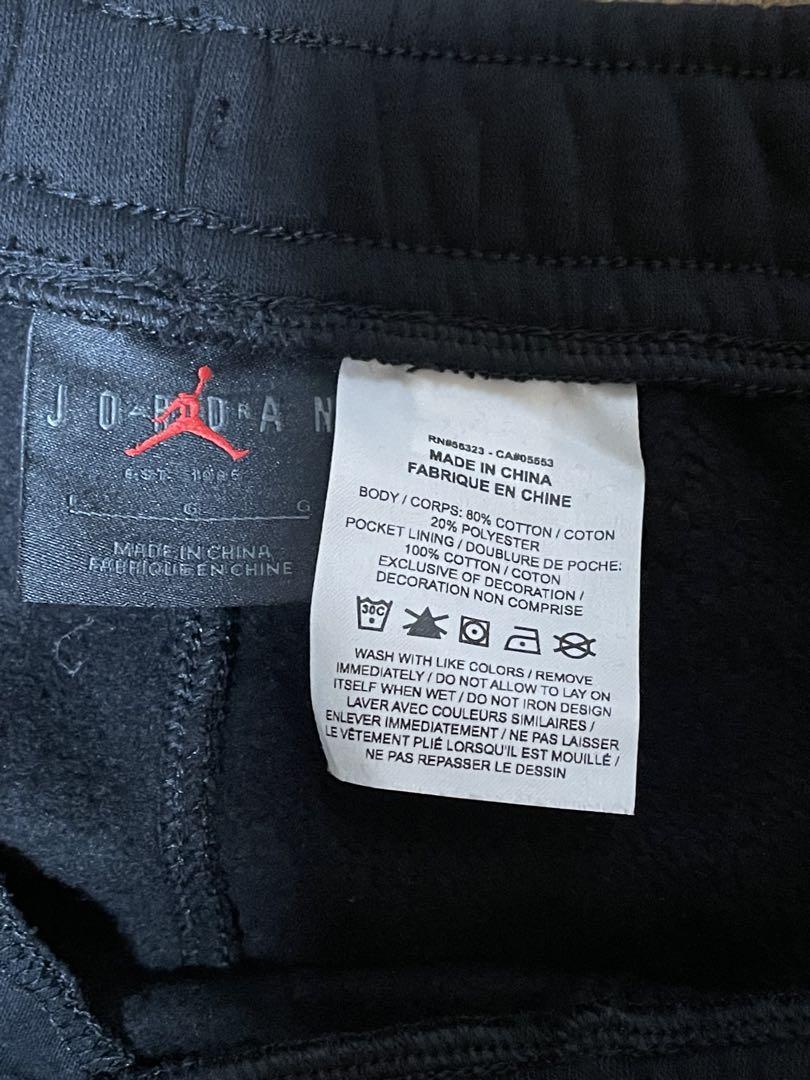 JORDAN
AIR
EST. 1985
L G G
MADE IN CHINA
FABRIQUE EN CHINE
RN#56323 - CA#05553
MADE IN CHINA
FABRIQUE EN CHINE
BODY / CORPS: 80% COTTON / COTON
20% POLYESTER
POCKET LINING / DOUBLURE DE POCHE:
100% COTTON / COTON
EXCLUSIVE OF DECORATION /
DECORATION NON COMPRISE
30C
WASH WITH LIKE COLORS / REMOVE
IMMEDIATELY / DO NOT ALLOW TO LAY ON
ITSELF WHEN WET / DO NOT IRON DESIGN
LAVER AVEC COULEURS SIMILAIRES /
ENLEVER IMMEDIATEMENT / NE PAS LAISSER
LE VÊTEMENT PLIÉ LORSQU'IL EST MOUILLÉ /
NE PAS REPASSER LE DESSIN